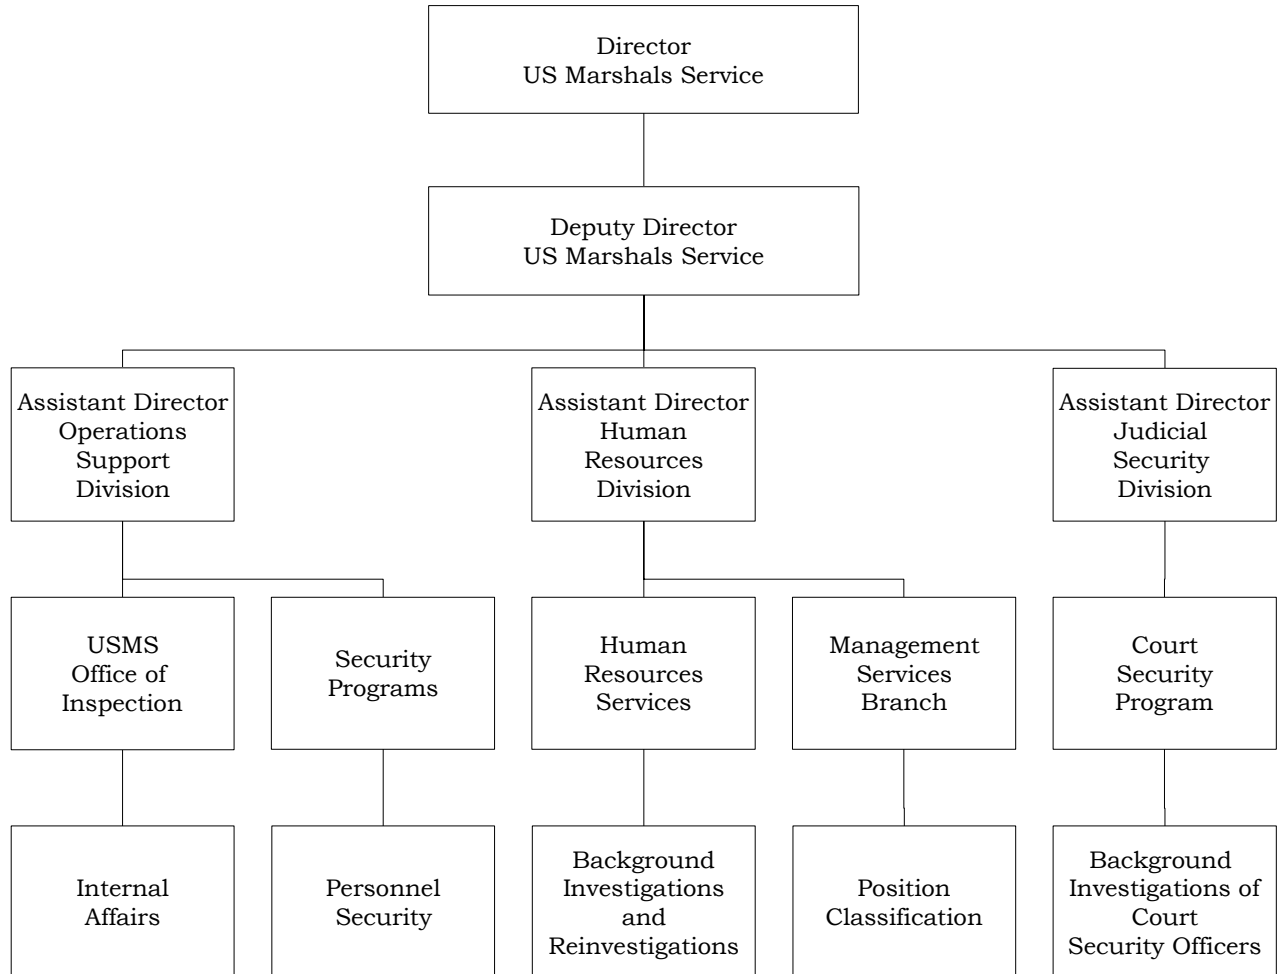 Director
US Marshals Service
Deputy Director
US Marshals Service
Assistant Director
Operations
Support
Division
Assistant Director
Human
Resources
Division
Assistant Director
Judicial
Security
Division
USMS
Office of
Inspection
Security
Programs
Human
Resources
Services
Management
Services
Branch
Court
Security
Program
Internal
Affairs
Personnel
Security
Background
Investigations
and
Reinvestigations
Position
Classification
Background
Investigations of
Court
Security Officers